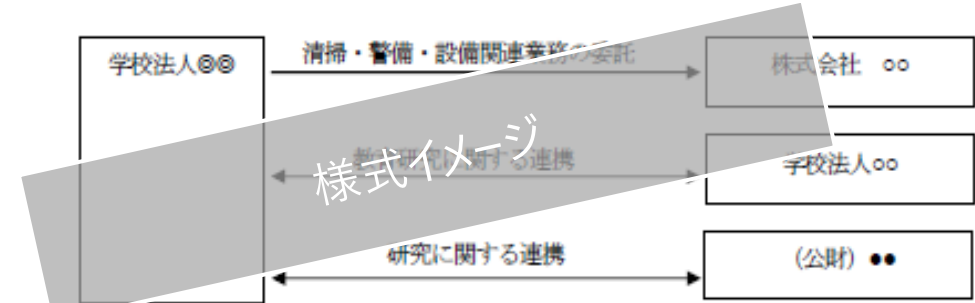 学校法人◎◎
清掃・警備・設備関連業務の委託
株式会社 ○○
教育研究に関する連携
学校法人○○
様式イメージ
研究に関する連携
(公財) ●●